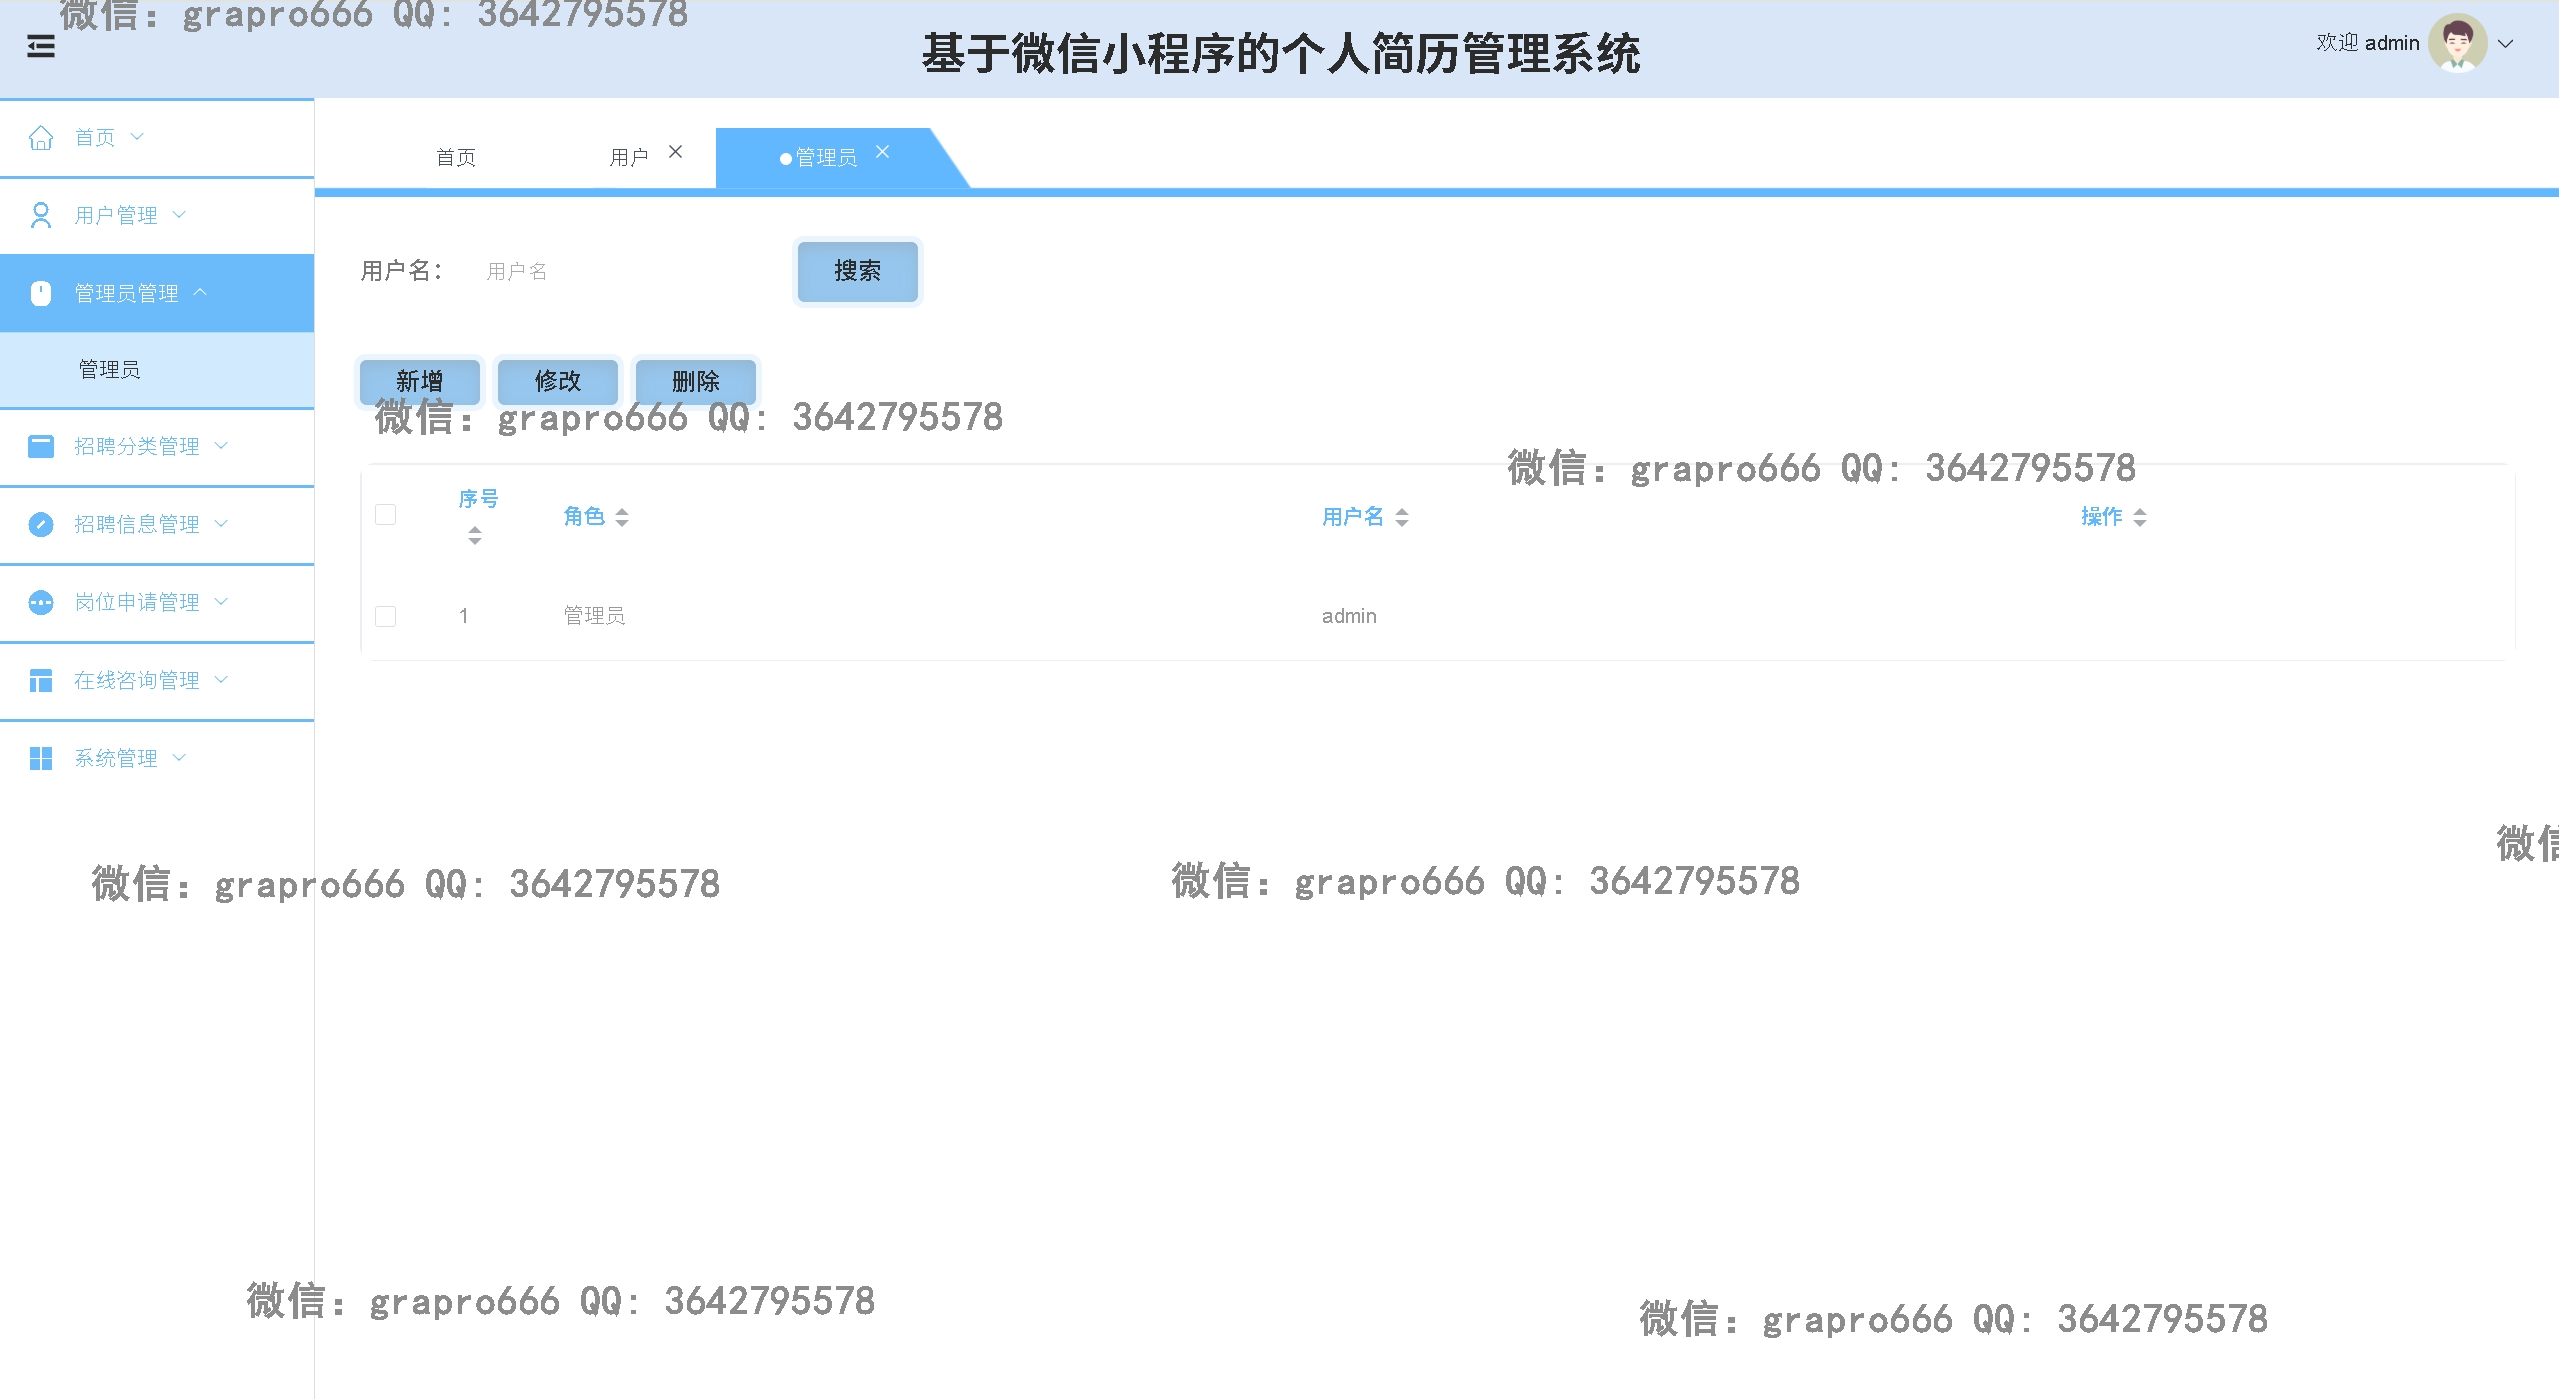 微信：grapro666 QQ: 3642795578
基于微信小程序的个人简历管理系统
欢迎 admin
首页
用户管理
管理员管理
管理员
招聘分类管理
招聘信息管理
岗位申请管理
在线咨询管理
系统管理
首页
用户
管理员
用户名：
用户名
搜索
新增
修改
删除
微信：grapro666 QQ: 3642795578
微信：grapro666 QQ: 3642795578
序号
角色
用户名
操作
1
管理员
admin
微信
微信：grapro666 QQ: 3642795578
微信：grapro666 QQ: 3642795578
微信：grapro666 QQ: 3642795578
微信：grapro666 QQ: 3642795578